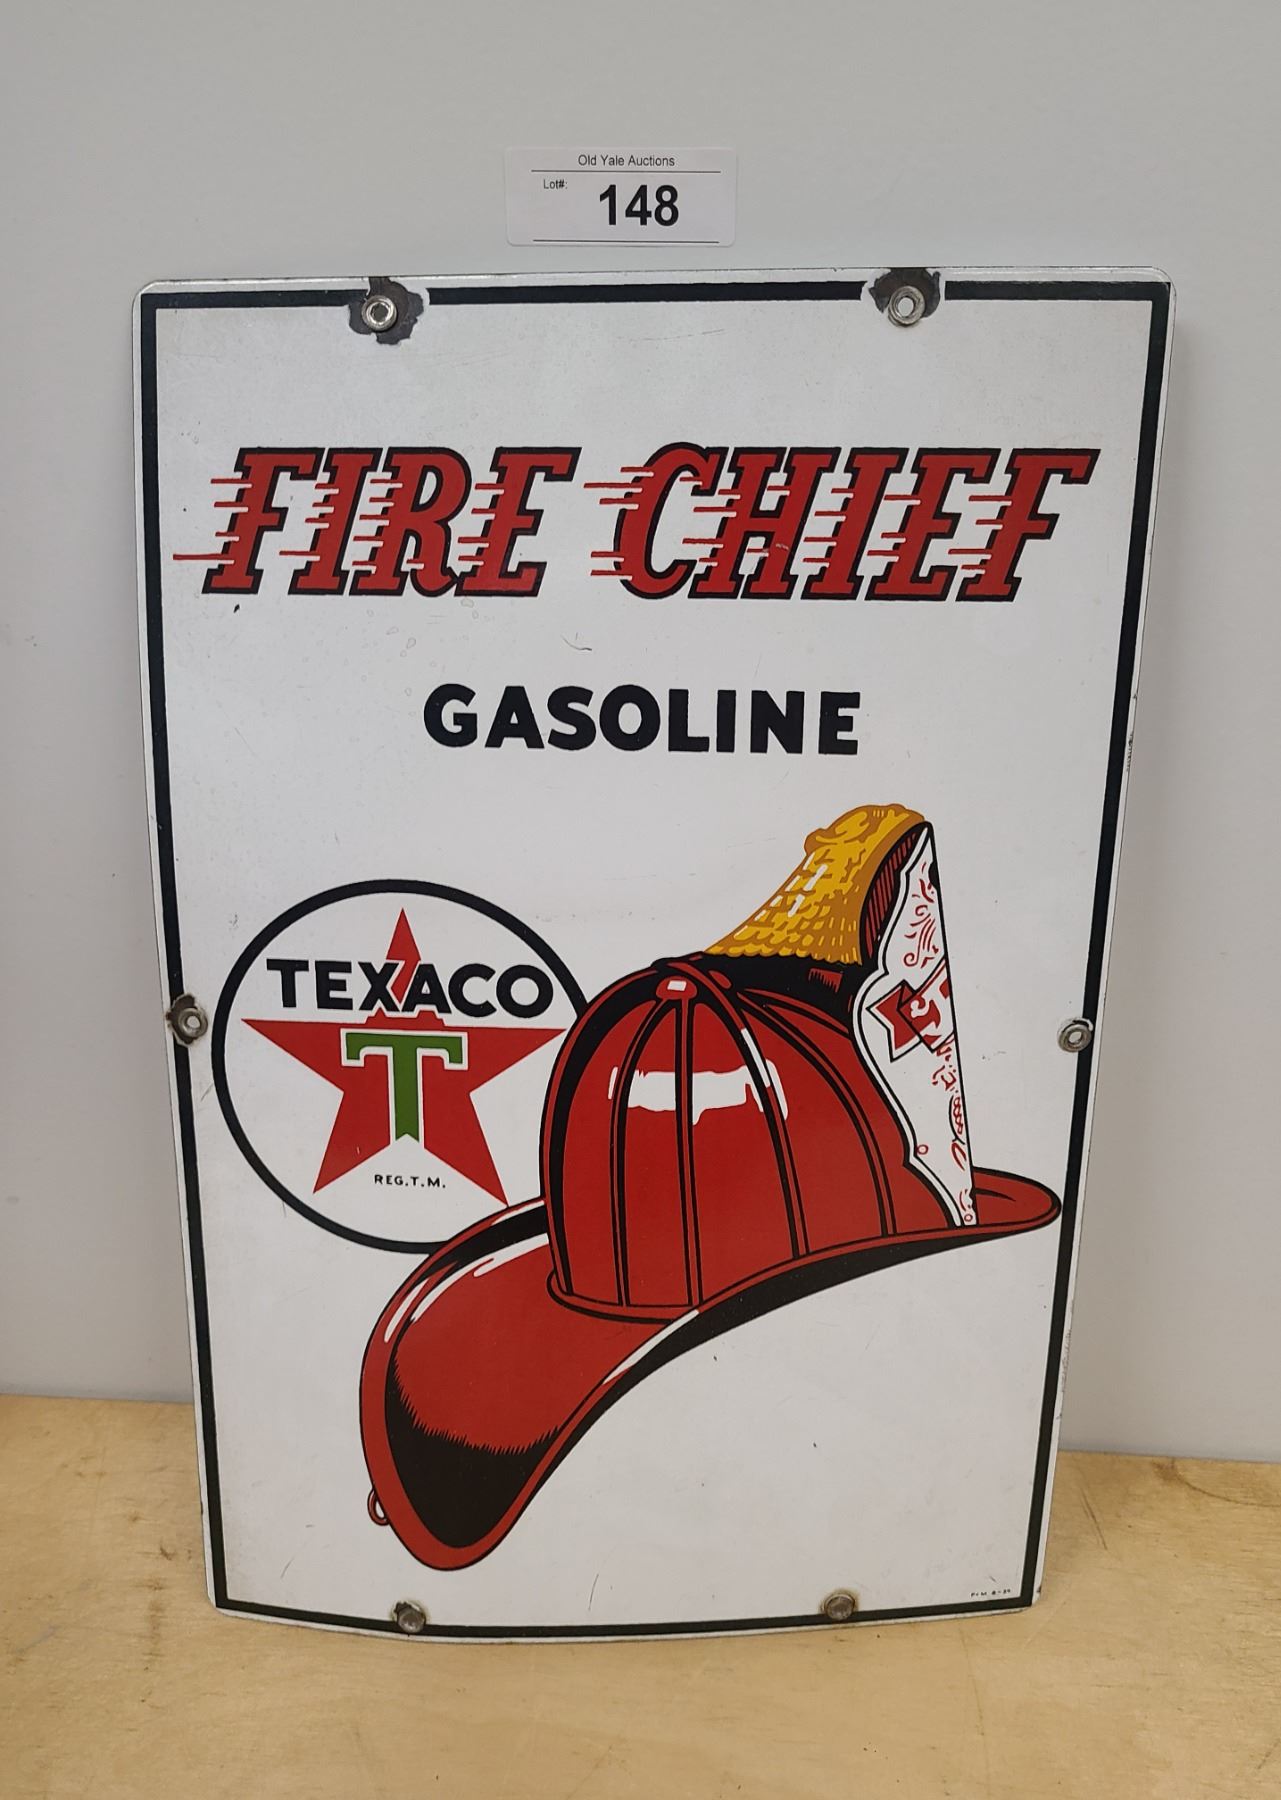 Old Yale Auctions
Lot#: 148
FIRE CHIEF
GASOLINE
TEXACO
T
REG.T.M.